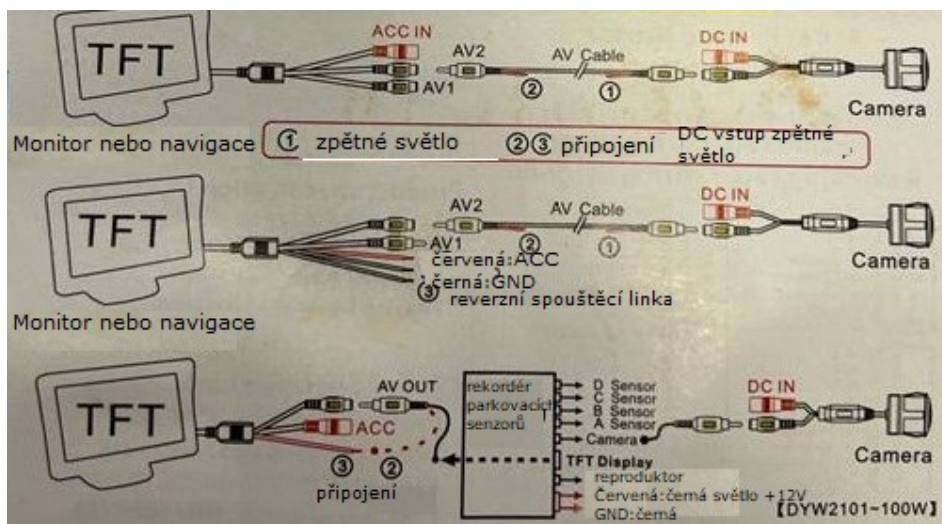 TFT
ACC IN
AV1
AV2
②
AV Cable
①
DC IN
Camera
Monitor nebo navigace
① zpětné světlo ②③ připojení DC vstup zpětné
světlo
TFT
AV1
AV2
②
AV Cable
①
DC IN
Camera
červená:ACC
černá:GND
③ reverzní spouštěcí linka
Monitor nebo navigace
TFT
AV OUT
ACC
③ ②
připojení
rekordér
parkovacích
senzorů
D Sensor
C Sensor
B Sensor
A Sensor
Camera
TFT Display
reproduktor
Červená:černá světlo +12V
GND:černá
DC IN
Camera
【DYW2101~100W】